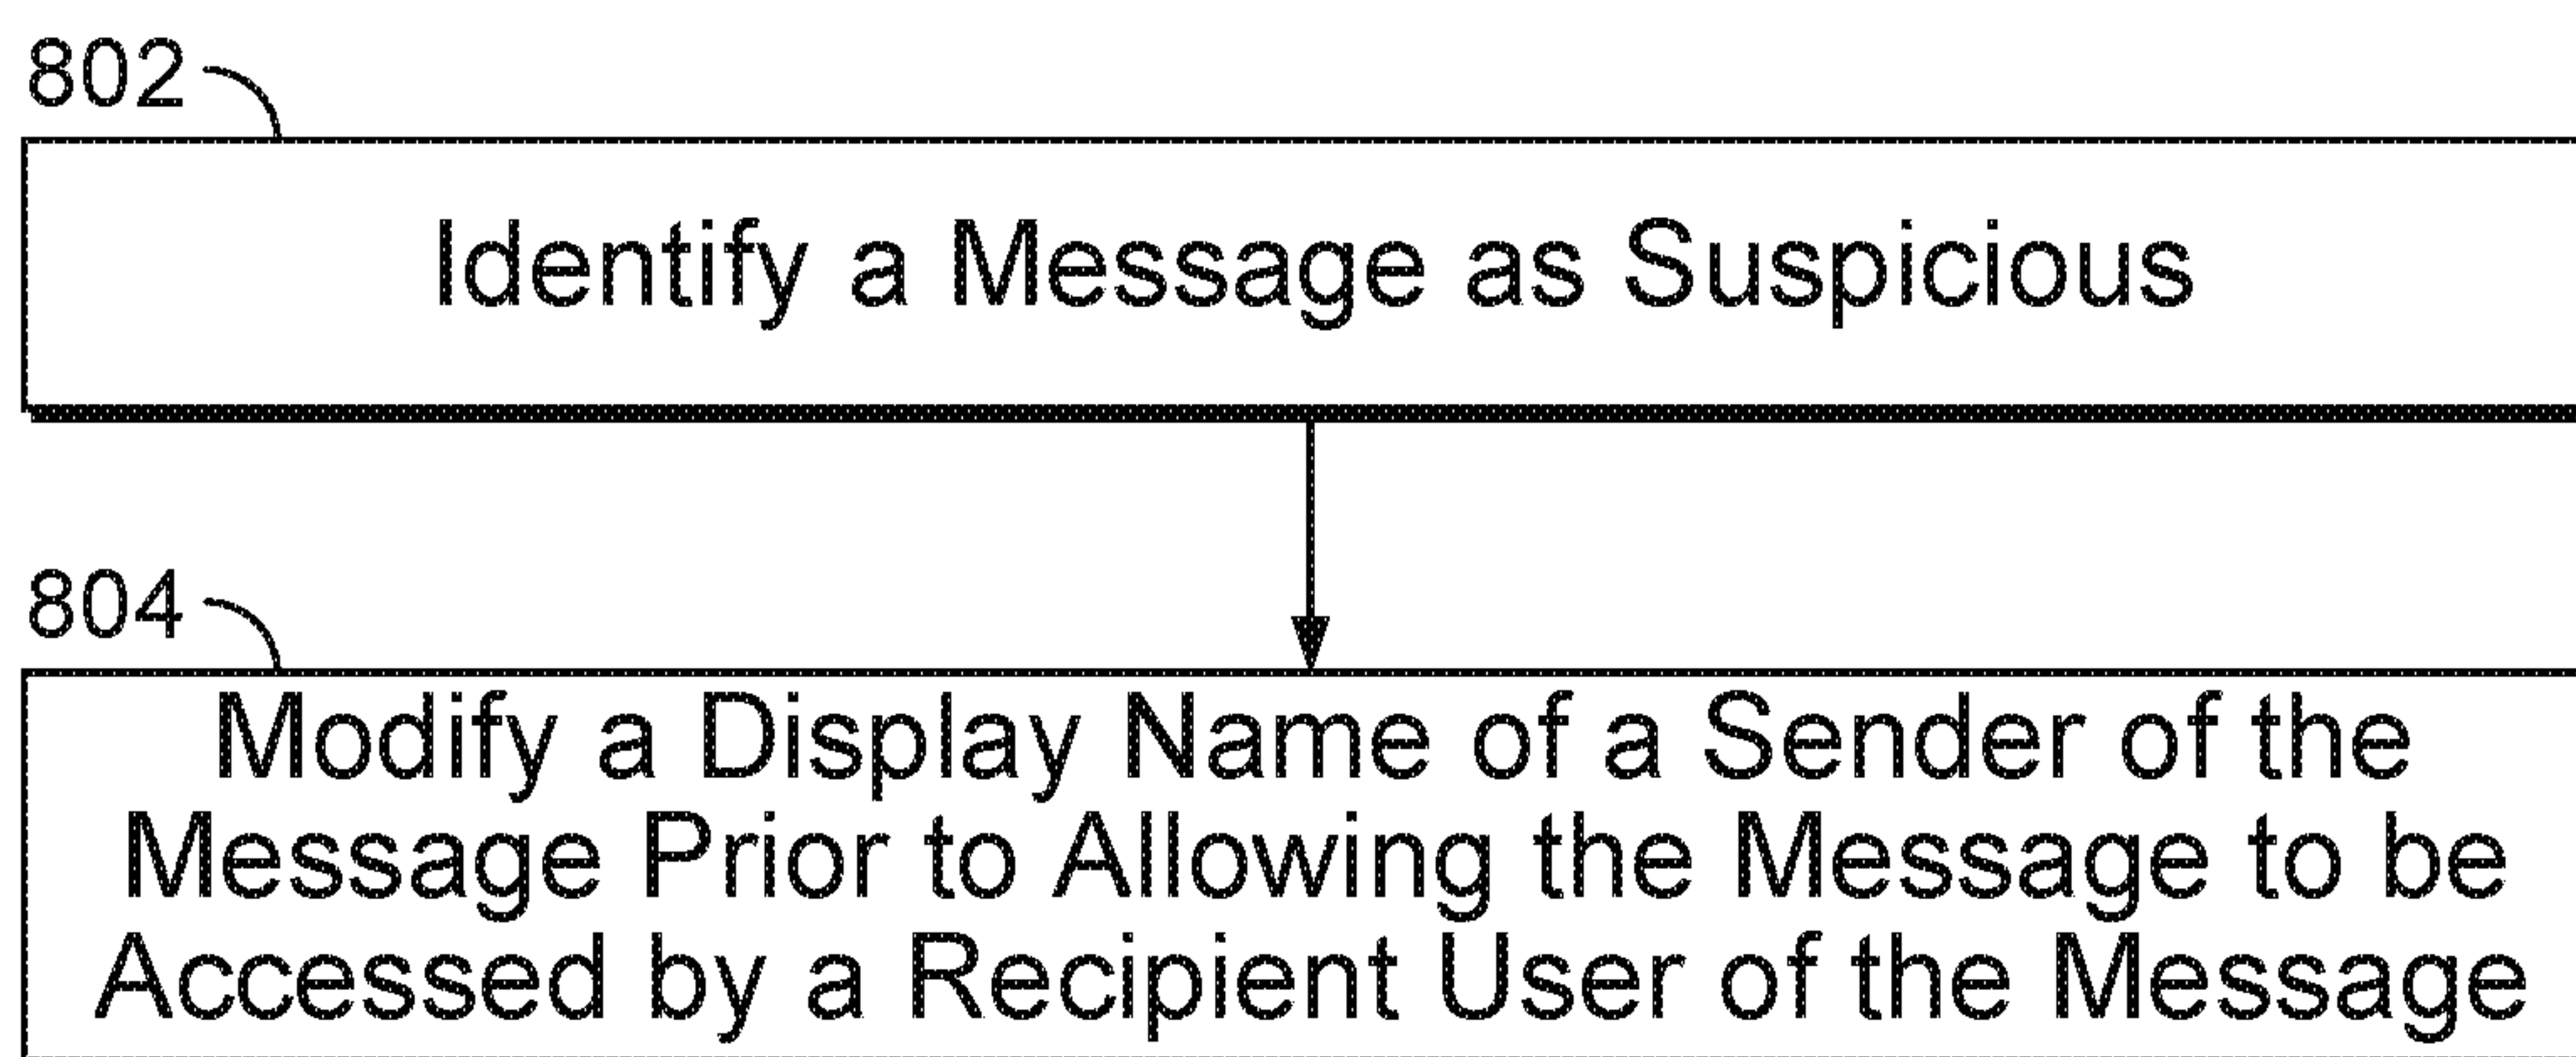 802
Identify a Message as Suspicious
804
Modify a Display Name of a Sender of the
Message Prior to Allowing the Message to be
Accessed by a Recipient User of the Message